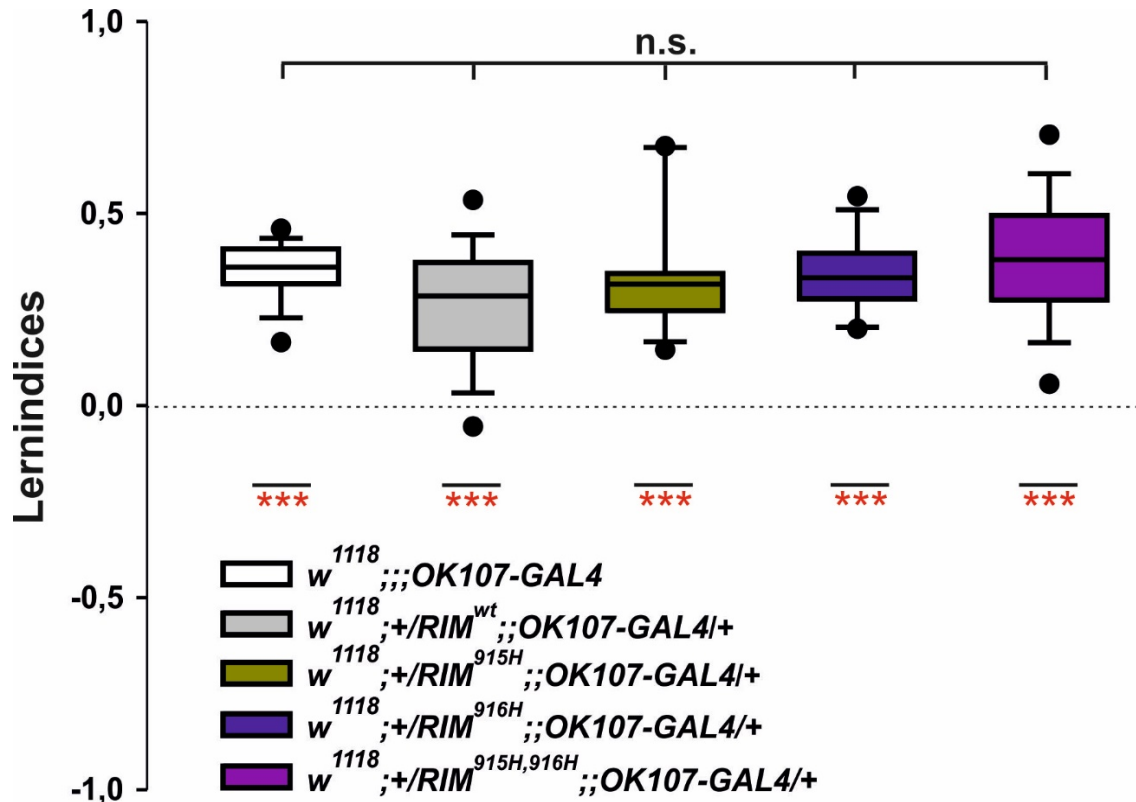 1,0
n.s.
0,5
0,0
Lernindices
*** *** *** *** ***
w1118;;;OK107-GAL4
-0,5
w1118;+/RIMwt;;OK107-GAL4/+
w1118;+/RIM915H;;OK107-GAL4/+
w1118;+/RIM916H;;OK107-GAL4/+
w1118;+/RIM915H,916H;;OK107-GAL4/+
-1,0